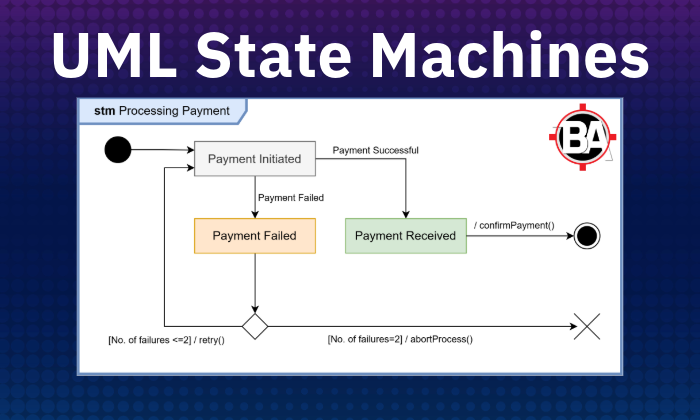 UML State Machines
stm Processing Payment
BA
Payment Initiated
Payment Successful
Payment Failed
Payment Failed
Payment Received
/ confirmPayment()
[No. of failures <=2] / retry()
[No. of failures=2] / abortProcess()